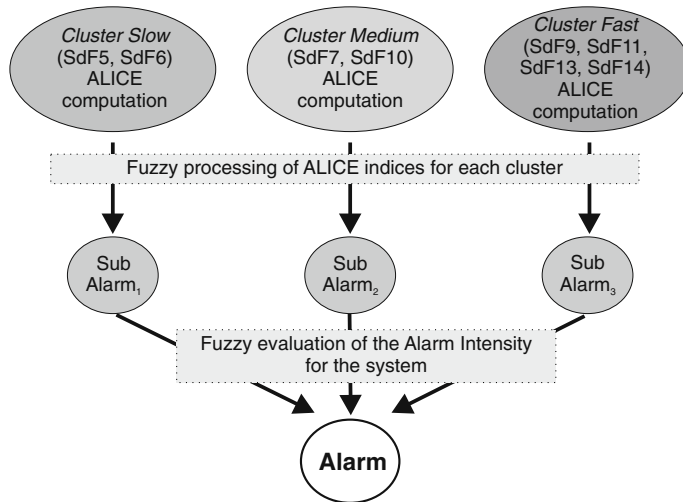 Cluster Slow
(SdF5, SdF6)
ALICE
computation
Cluster Medium
(SdF7, SdF10)
ALICE
computation
Cluster Fast
(SdF9, SdF11,
SdF13, SdF14)
ALICE
computation
Fuzzy processing of ALICE indices for each cluster
Sub
Alarm₁
Sub
Alarm₂
Sub
Alarm₃
Fuzzy evaluation of the Alarm Intensity
for the system
Alarm